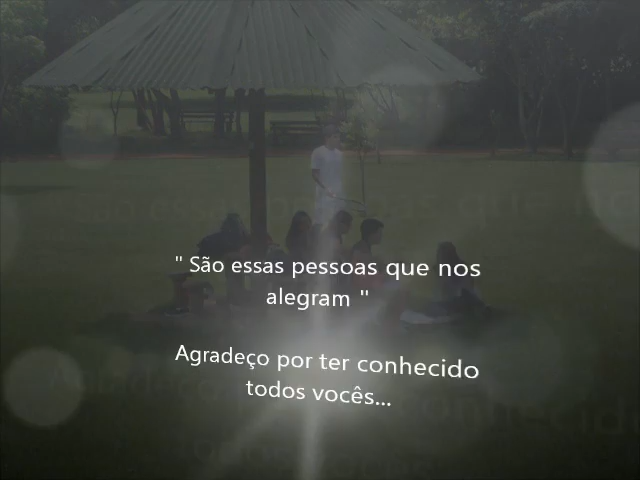 " São essas pessoas que nos
alegram "
Agradeço por ter conhecido
todos vocês...